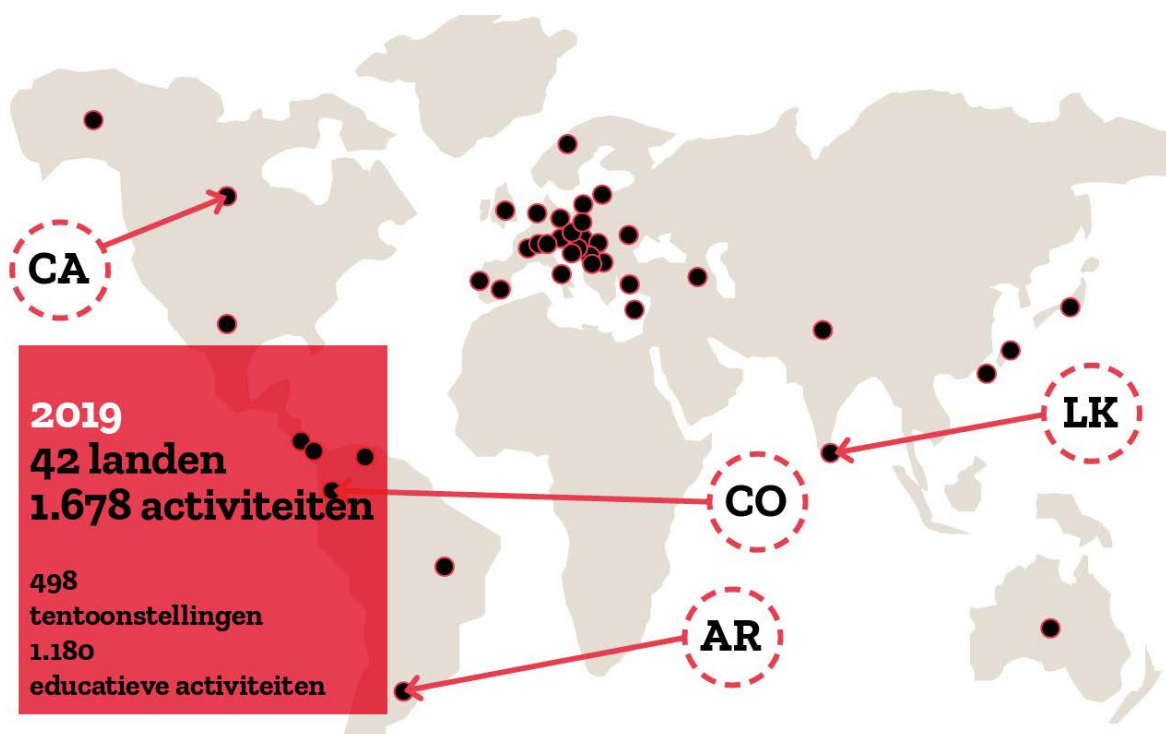 CA
LK
2019
42 landen
1.678 activiteiten
CO
498
tentoonstellingen
1.180
educatieve activiteiten
AR